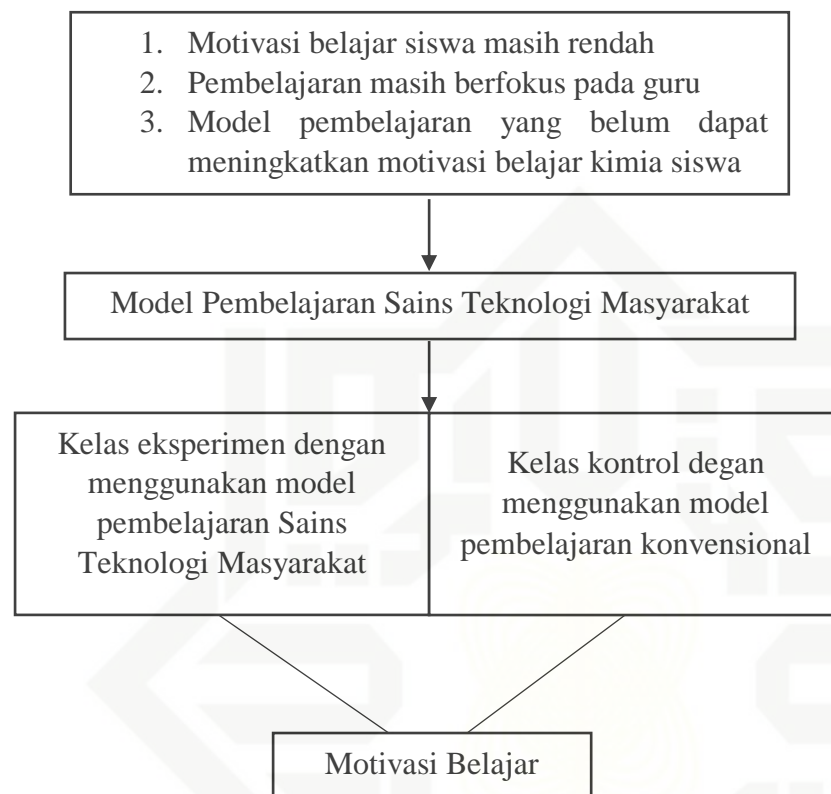 1. Motivasi belajar siswa masih rendah
2. Pembelajaran masih berfokus pada guru
3. Model pembelajaran yang belum dapat
meningkatkan motivasi belajar kimia siswa
Model Pembelajaran Sains Teknologi Masyarakat
Kelas eksperimen dengan
menggunakan model
pembelajaran Sains
Teknologi Masyarakat
Kelas kontrol degan
menggunakan model
pembelajaran konvensional
Motivasi Belajar